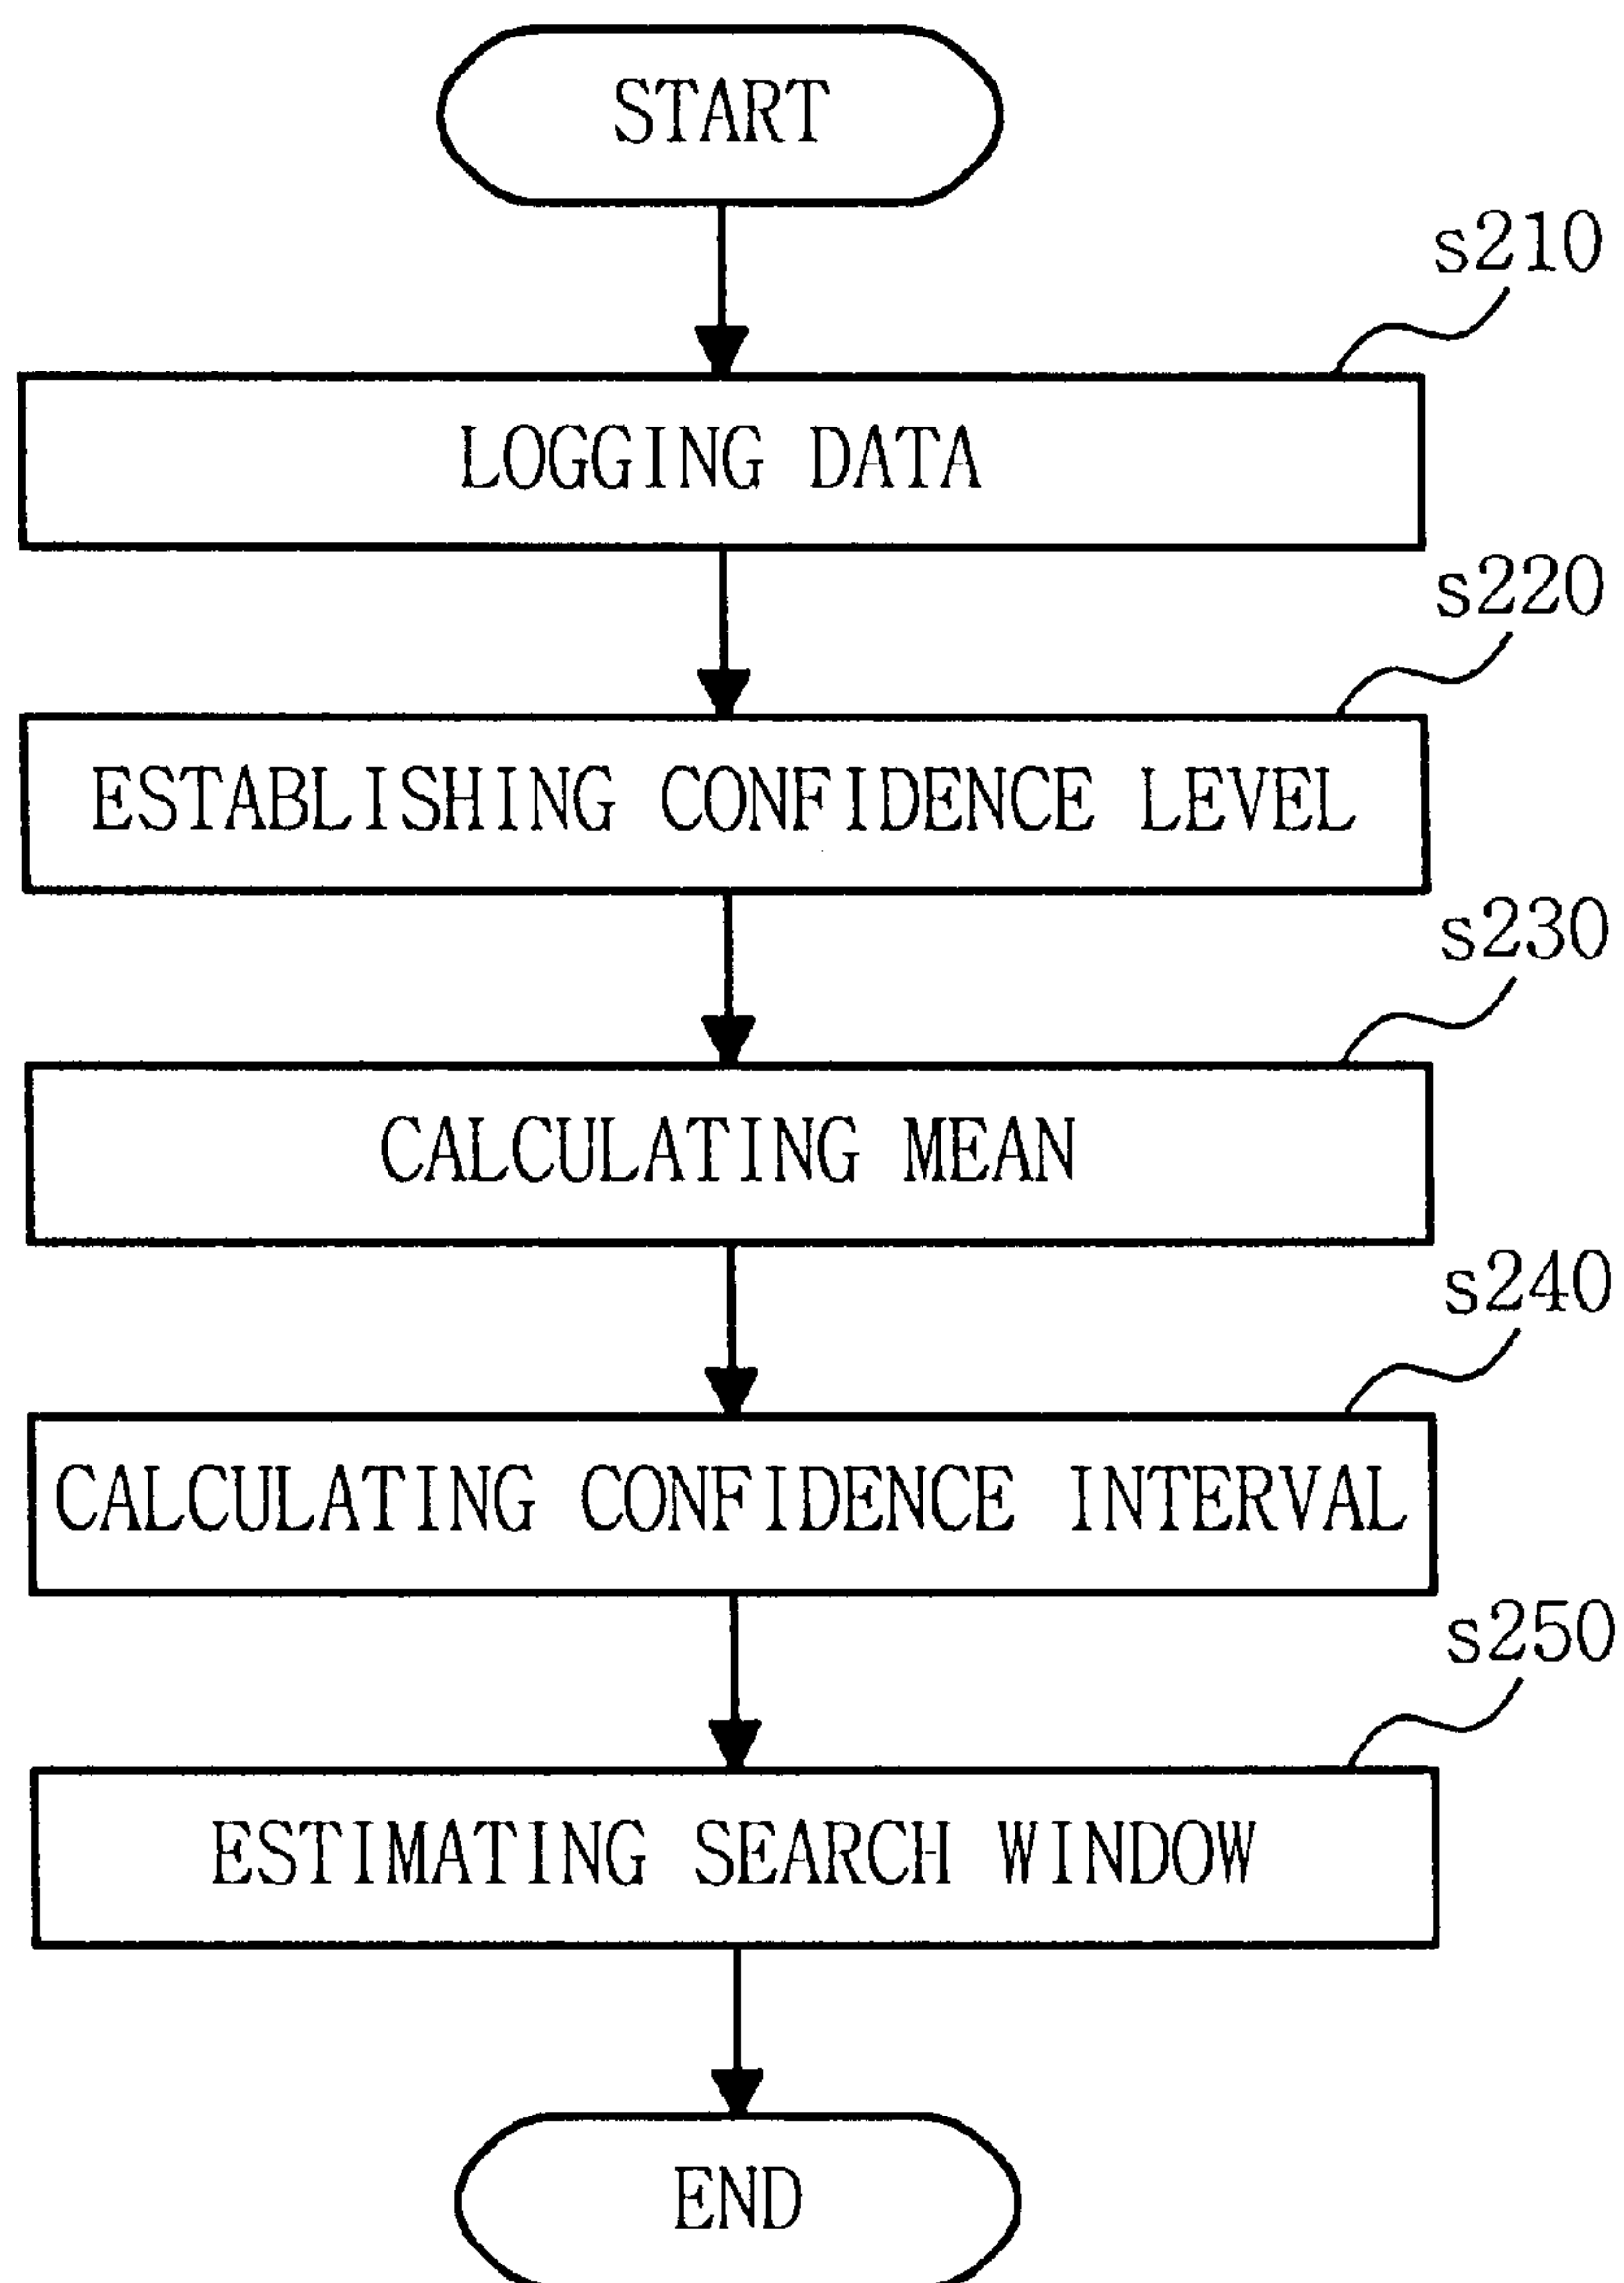 START
s210
LOGGING DATA
s220
ESTABLISHING CONFIDENCE LEVEL
s230
CALCULATING MEAN
s240
CALCULATING CONFIDENCE INTERVAL
s250
ESTIMATING SEARCH WINDOW
END